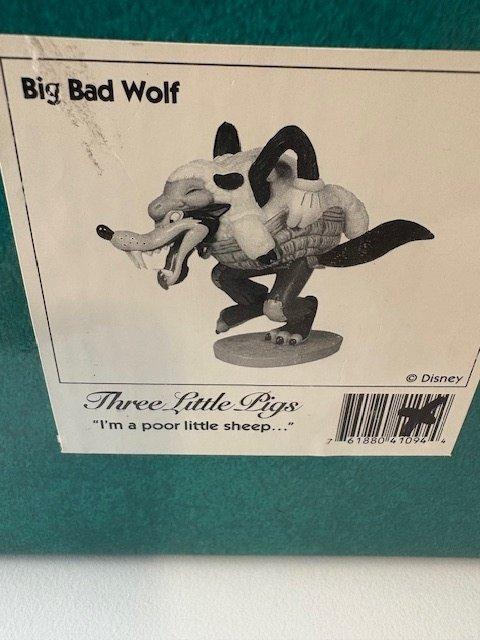 Big Bad Wolf
© Disney
Three Little Pigs
"I'm a poor little sheep..."
7 61880 41094 4